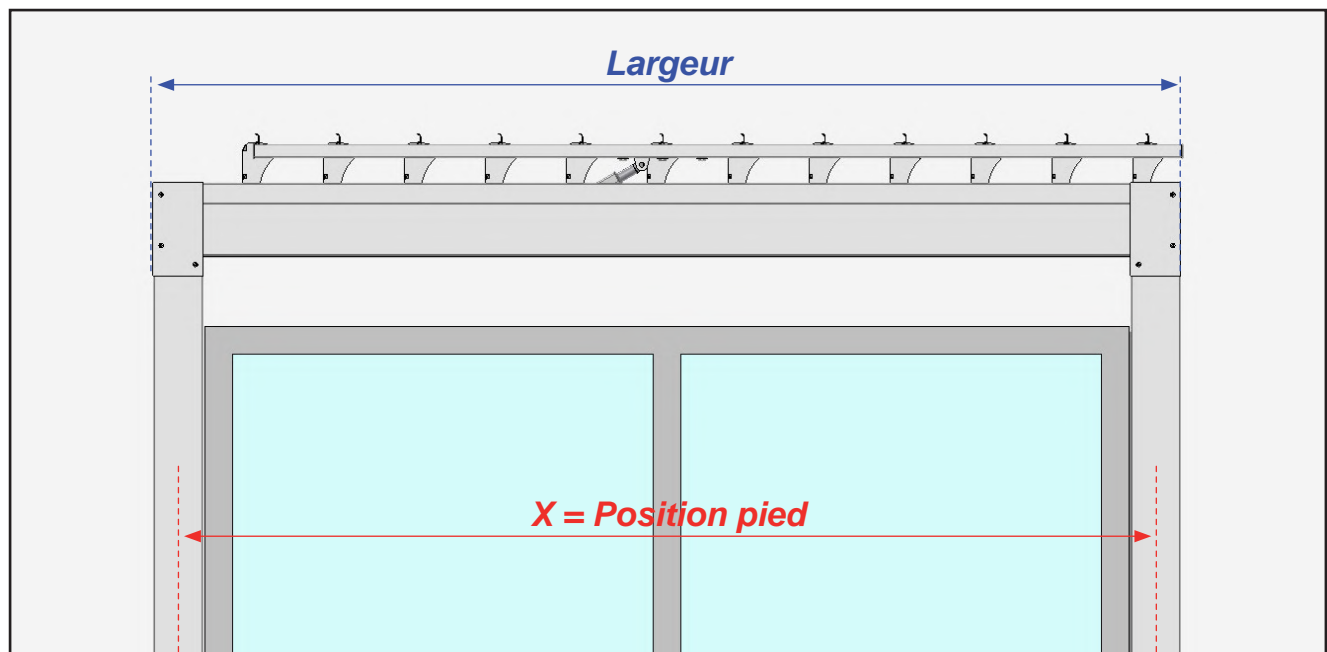 Largeur
X = Position pied